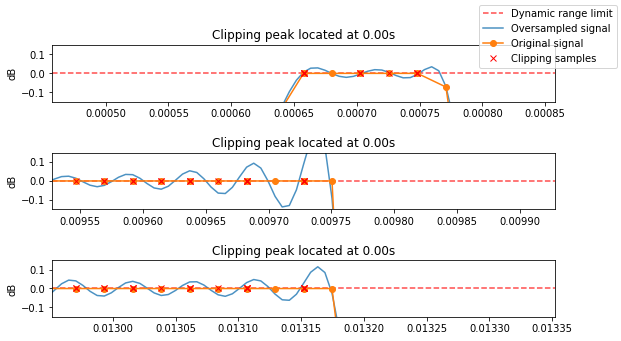 Dynamic range limit
Oversampled signal
Original signal
Clipping samples
Clipping peak located at 0.00s
dB
0.1
0.0
−0.1
0.00050 0.00055 0.00060 0.00065 0.00070 0.00075 0.00080 0.00085
Clipping peak located at 0.00s
dB
0.1
0.0
−0.1
0.00955 0.00960 0.00965 0.00970 0.00975 0.00980 0.00985 0.00990
Clipping peak located at 0.00s
dB
0.1
0.0
−0.1
0.01300 0.01305 0.01310 0.01315 0.01320 0.01325 0.01330 0.01335